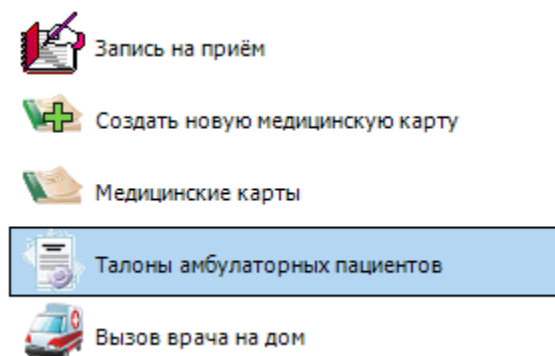 Запись на приём
Создать новую медицинскую карту
Медицинские карты
Талоны амбулаторных пациентов
Вызов врача на дом